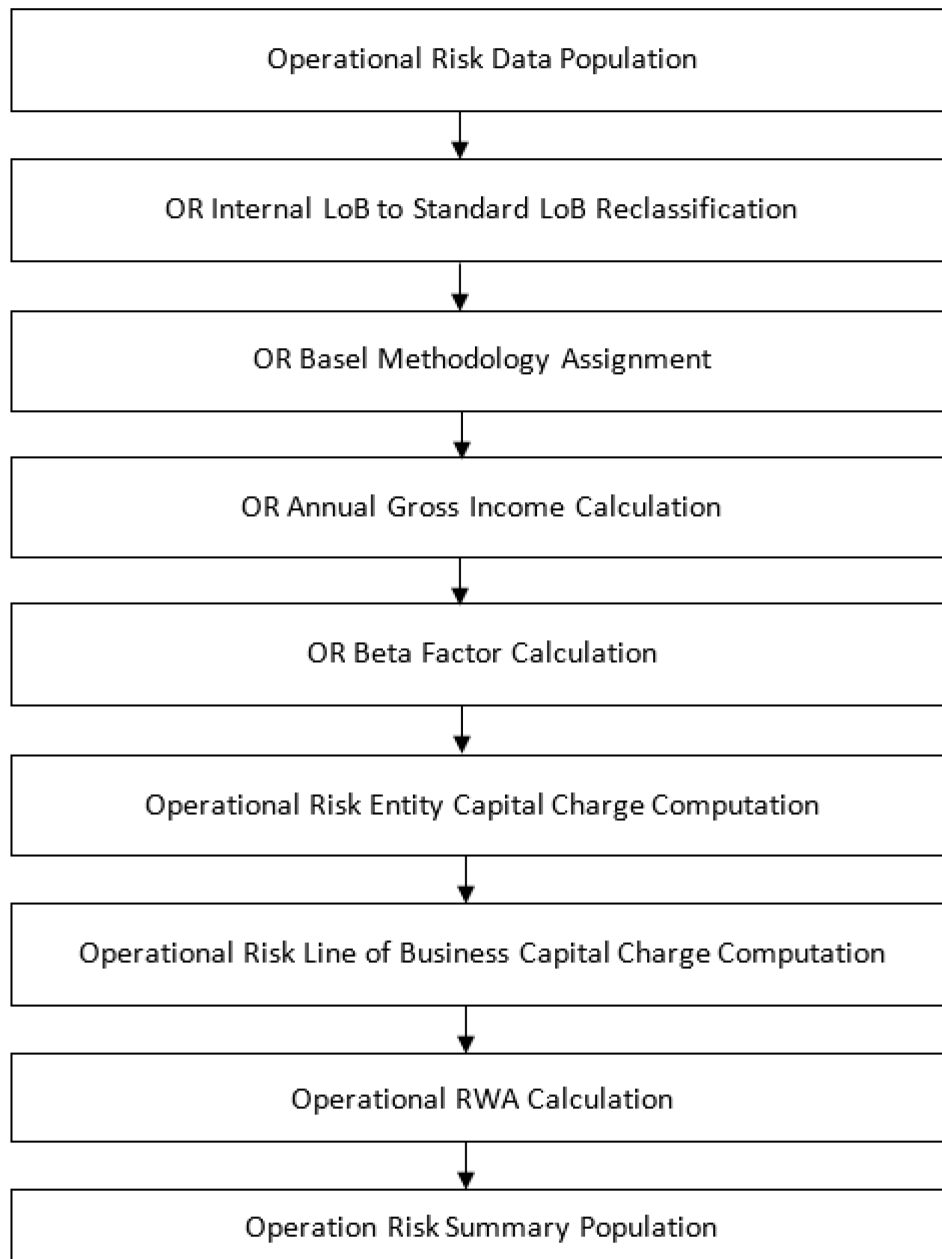 Operational Risk Data Population
OR Internal LoB to Standard LoB Reclassification
OR Basel Methodology Assignment
OR Annual Gross Income Calculation
OR Beta Factor Calculation
Operational Risk Entity Capital Charge Computation
Operational Risk Line of Business Capital Charge Computation
Operational RWA Calculation
Operation Risk Summary Population